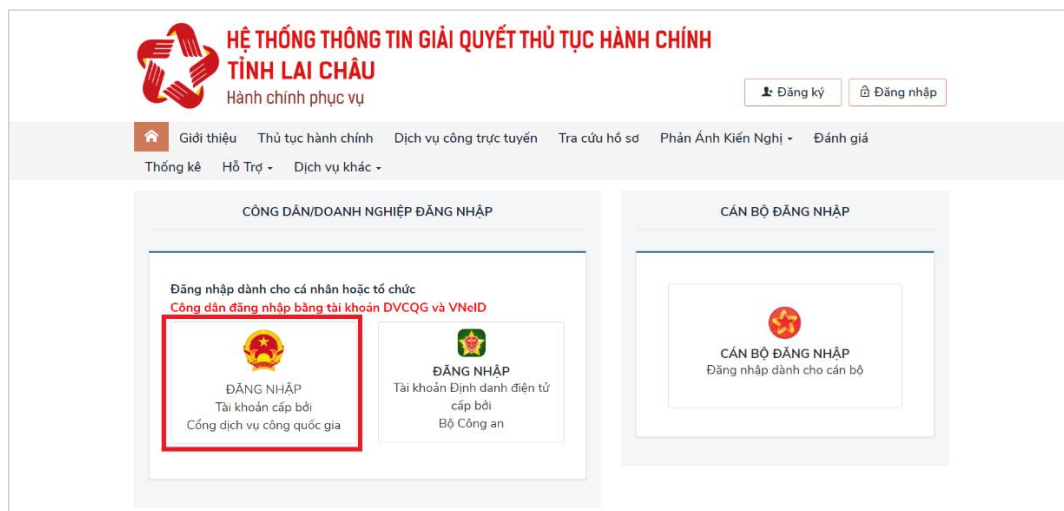 HỆ THỐNG THÔNG TIN GIẢI QUYẾT THỦ TỤC HÀNH CHÍNH
TỈNH LAI CHÂU
Hành chính phục vụ
Đăng ký
Đăng nhập
Giới thiệu Thủ tục hành chính Dịch vụ công trực tuyến Tra cứu hồ sơ Phản Ánh Kiến Nghị Đánh giá
Thống kê Hỗ Trợ Dịch vụ khác
CÔNG DÂN/DOANH NGHIỆP ĐĂNG NHẬP
Đăng nhập dành cho cá nhân hoặc tổ chức
Công dân đăng nhập bằng tài khoản DVCQG và VNeID
ĐĂNG NHẬP
Tài khoản cấp bởi
Cổng dịch vụ công quốc gia
ĐĂNG NHẬP
Tài khoản Định danh điện tử
cấp bởi
Bộ Công an
CÁN BỘ ĐĂNG NHẬP
CÁN BỘ ĐĂNG NHẬP
Đăng nhập dành cho cán bộ